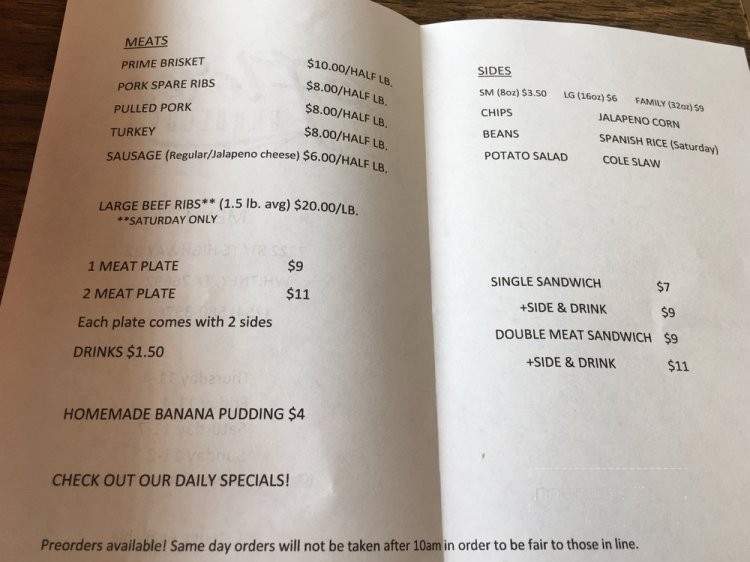 MEATS
PRIME BRISKET $10.00/HALF LB.
PORK SPARE RIBS $8.00/HALF LB.
PULLED PORK $8.00/HALF LB.
TURKEY $8.00/HALF LB.
SAUSAGE (Regular/Jalapeno cheese) $6.00/HALF LB.
LARGE BEEF RIBS** (1.5 lb. avg) $20.00/LB.
**SATURDAY ONLY
1 MEAT PLATE $9
2 MEAT PLATE $11
Each plate comes with 2 sides
DRINKS $1.50
HOMEMADE BANANA PUDDING $4
CHECK OUT OUR DAILY SPECIALS!
SIDES
SM (8oz) $3.50 LG (16oz) $6 FAMILY (32oz) $9
CHIPS JALAPENO CORN
BEANS SPANISH RICE (Saturday)
POTATO SALAD COLE SLAW
SINGLE SANDWICH $7
+SIDE & DRINK $9
DOUBLE MEAT SANDWICH $9
+SIDE & DRINK $11
Preorders available! Same day orders will not be taken after 10am in order to be fair to those in line.